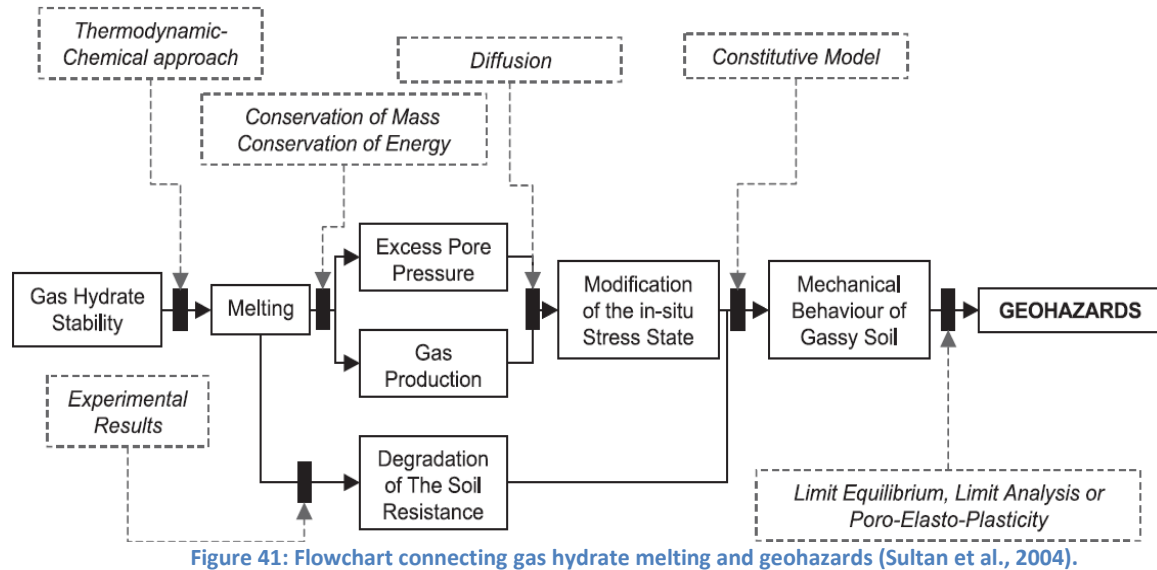 Thermodynamic-
Chemical approach
Diffusion
Constitutive Model
Conservation of Mass
Conservation of Energy
Gas Hydrate
Stability
Melting
Excess Pore
Pressure
Gas
Production
Modification
of the in-situ
Stress State
Mechanical
Behaviour of
Gassy Soil
GEOHAZARDS
Experimental
Results
Degradation
of The Soil
Resistance
Limit Equilibrium, Limit Analysis or
Poro-Elasto-Plasticity
Figure 41: Flowchart connecting gas hydrate melting and geohazards (Sultan et al., 2004).